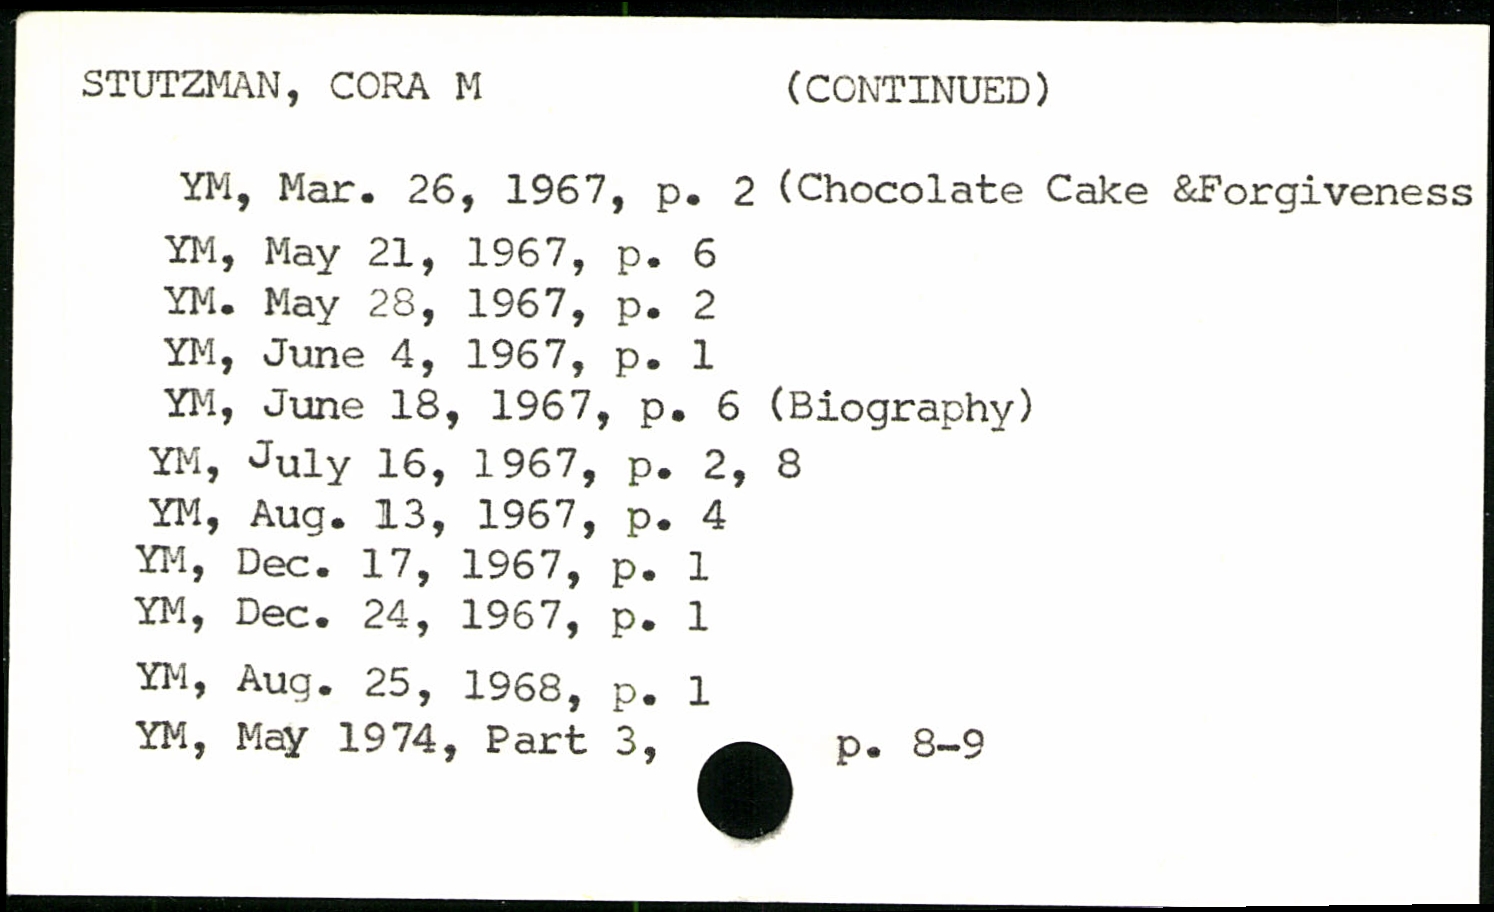 STUTZMAN, CORA M (CONTINUED)
YM, Mar. 26, 1967, p. 2 (Chocolate Cake &Forgiveness
YM, May 21, 1967, p. 6
YM. May 28, 1967, p. 2
YM, June 4, 1967, p. 1
YM, June 18, 1967, p. 6 (Biography)
YM, July 16, 1967, p. 2, 8
YM, Aug. 13, 1967, p. 4
YM, Dec. 17, 1967, p. 1
YM, Dec. 24, 1967, p. 1
YM, Aug. 25, 1968, p. 1
YM, May 1974, Part 3, p. 8-9